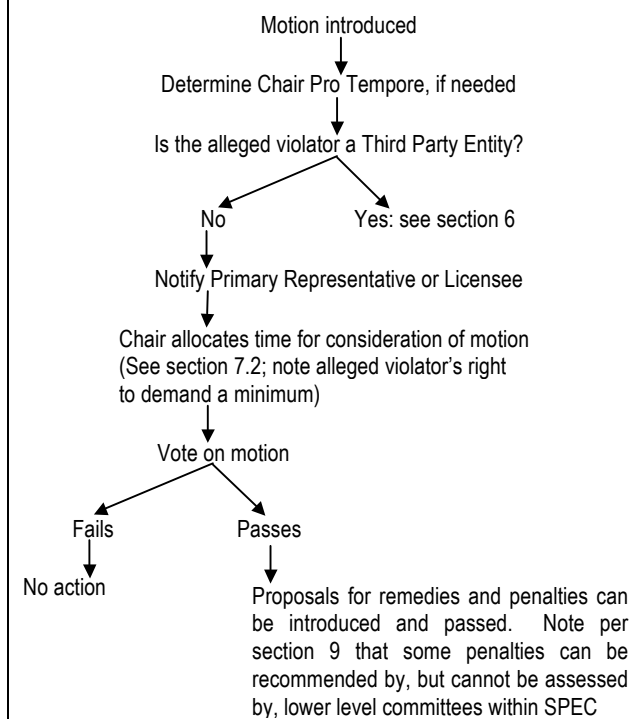 Motion introduced
Determine Chair Pro Tempore, if needed
Is the alleged violator a Third Party Entity?
No
Yes: see section 6
Notify Primary Representative or Licensee
Chair allocates time for consideration of motion
(See section 7.2; note alleged violator's right
to demand a minimum)
Vote on motion
Fails
Passes
No action
Proposals for remedies and penalties can
be introduced and passed. Note per
section 9 that some penalties can be
recommended by, but cannot be assessed
by, lower level committees within SPEC